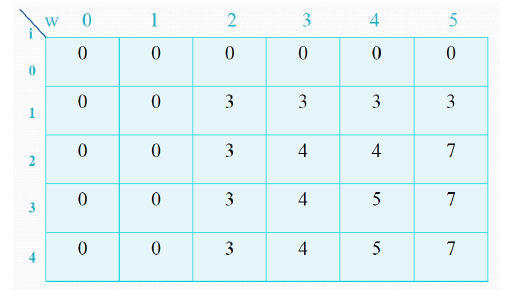 w 0 1 2 3 4 5
i
0 0 0 0 0 0 0
1 0 0 3 3 3 3
2 0 0 3 4 4 7
3 0 0 3 4 5 7
4 0 0 3 4 5 7